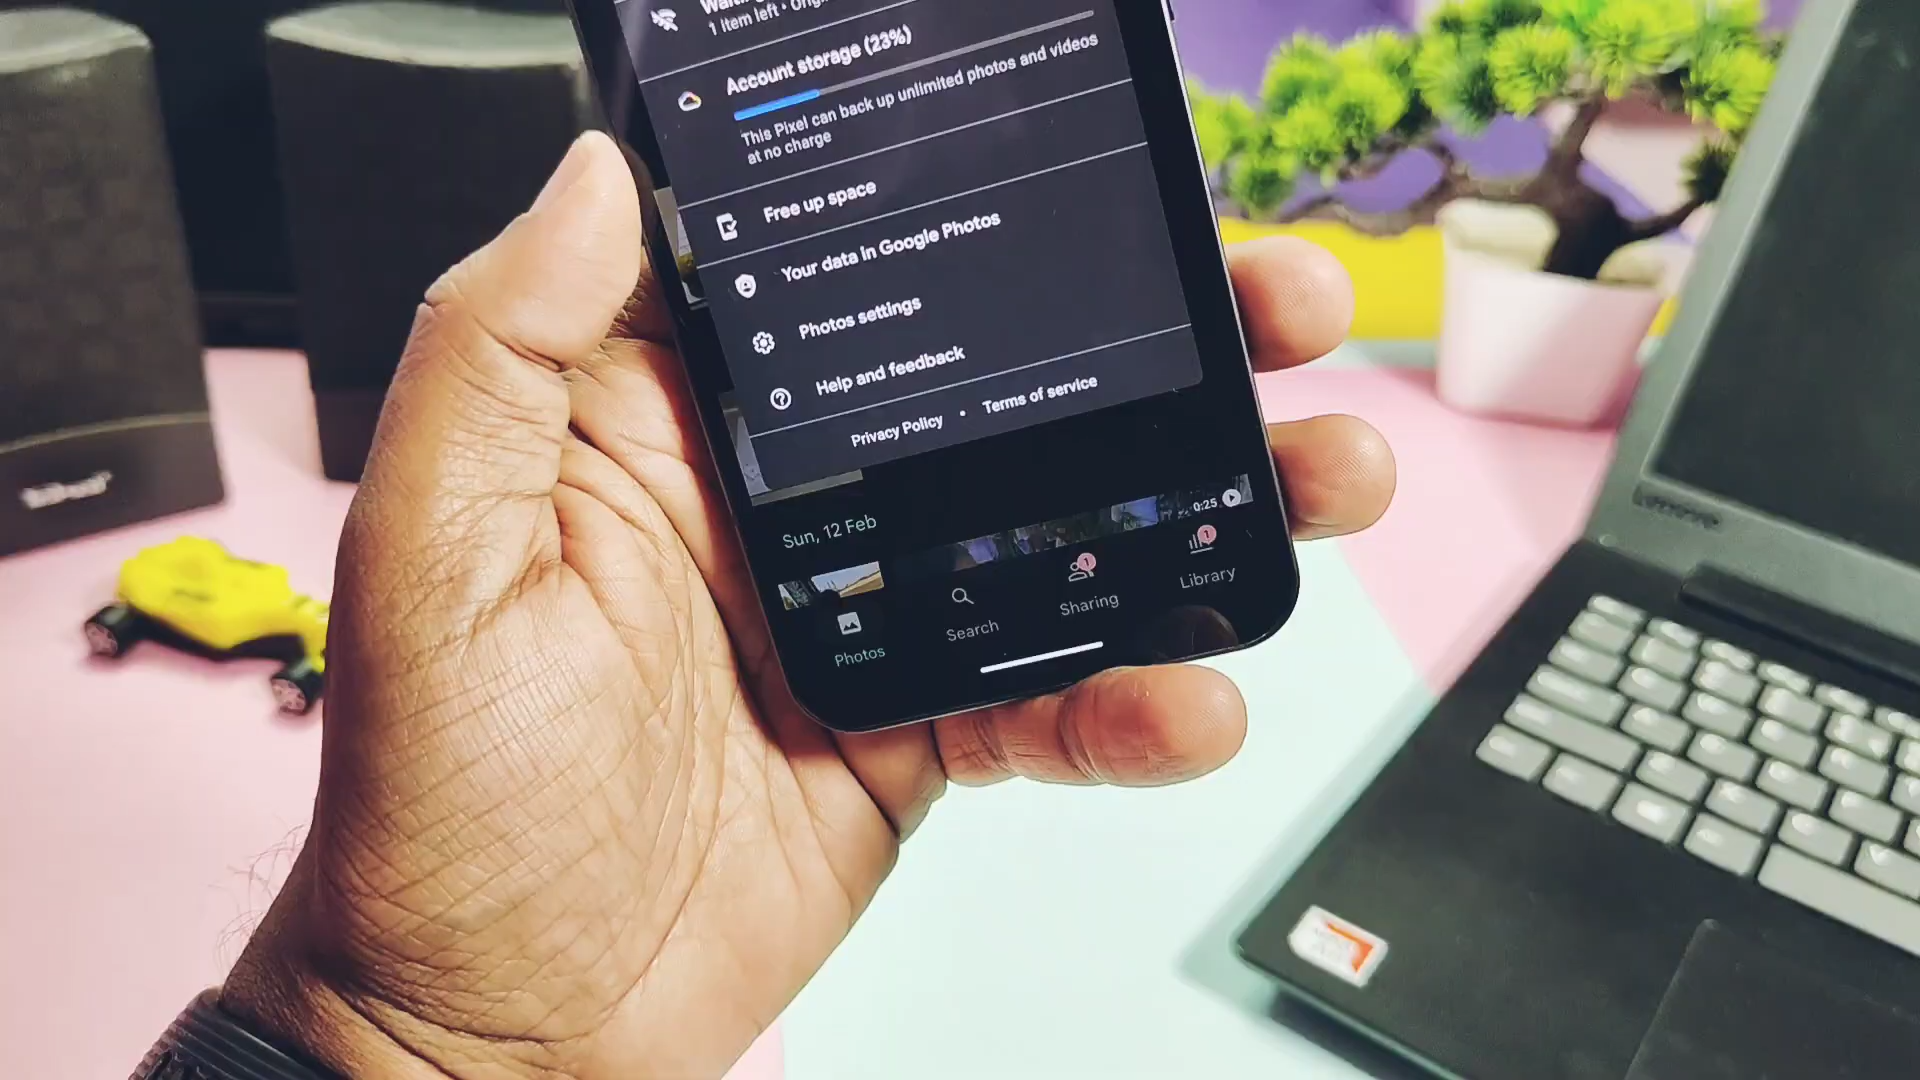 1 item left •
Account storage (23%)
This Pixel can back up unlimited photos and videos
at no charge
Free up space
Your data in Google Photos
Photos settings
Help and feedback
Privacy Policy • Terms of service
Sun, 12 Feb
0:25
1
1
Photos
Search
Sharing
Library